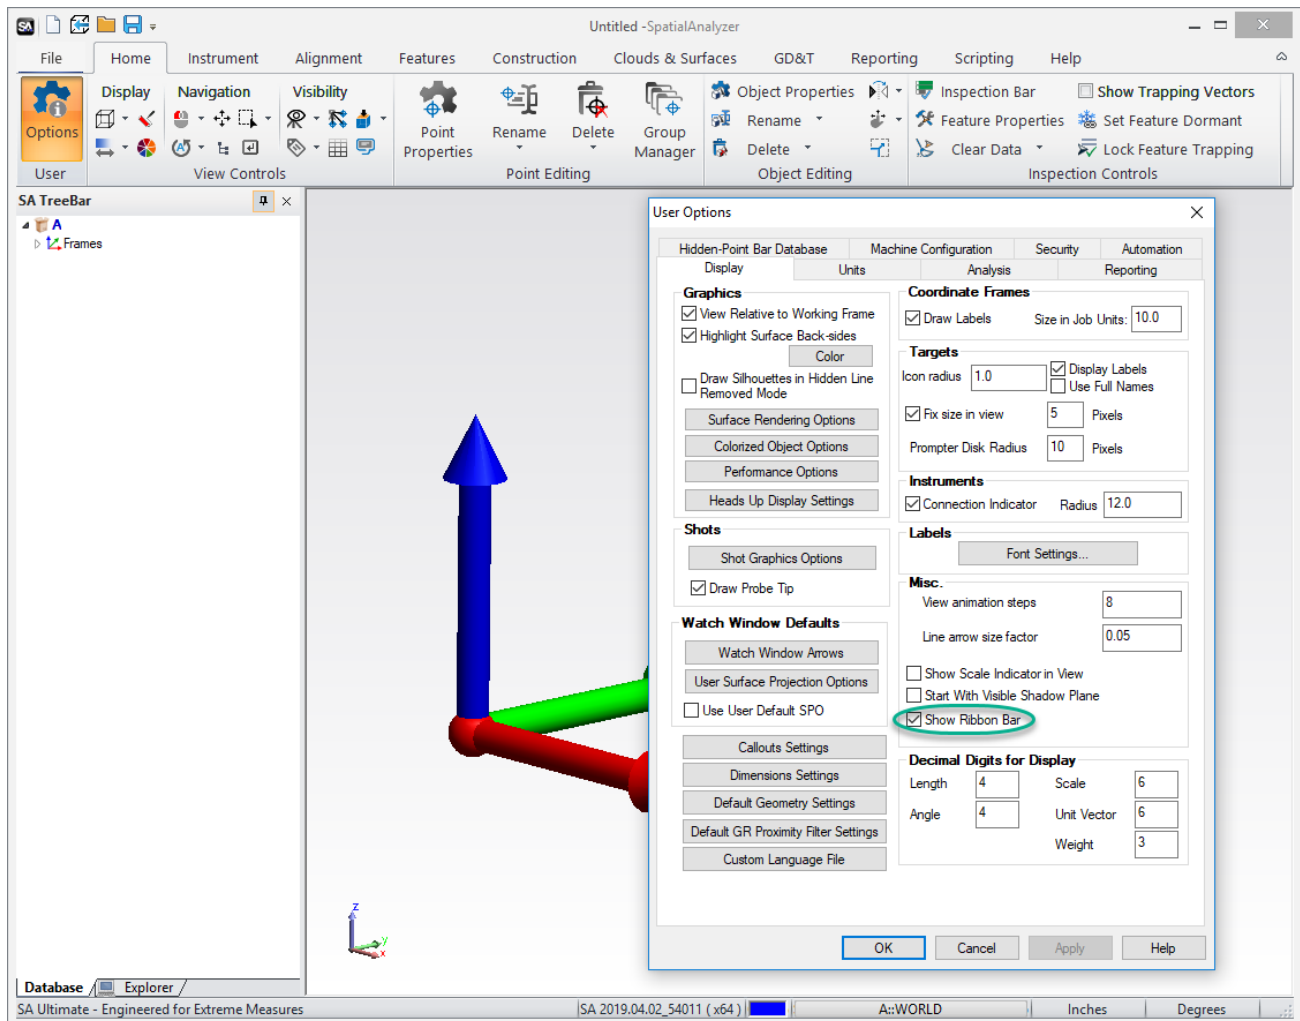 SA
Untitled -SpatialAnalyzer
File Home Instrument Alignment Features Construction Clouds & Surfaces GD&T Reporting Scripting Help
Options
User
Display Navigation Visibility
View Controls
Point Properties
Rename
Delete
Group Manager
Point Editing
Object Properties
Rename
Delete
Object Editing
Inspection Bar
Show Trapping Vectors
Feature Properties
Set Feature Dormant
Clear Data
Lock Feature Trapping
Inspection Controls
SA TreeBar
A
Frames
User Options
Hidden-Point Bar Database Machine Configuration Security Automation
Display Units Analysis Reporting
Graphics
View Relative to Working Frame
Highlight Surface Back-sides
Color
Draw Silhouettes in Hidden Line
Removed Mode
Surface Rendering Options
Colorized Object Options
Performance Options
Heads Up Display Settings
Shots
Shot Graphics Options
Draw Probe Tip
Watch Window Defaults
Watch Window Arrows
User Surface Projection Options
Use User Default SPO
Callouts Settings
Dimensions Settings
Default Geometry Settings
Default GR Proximity Filter Settings
Custom Language File
Coordinate Frames
Draw Labels Size in Job Units: 10.0
Targets
Icon radius 1.0 Display Labels
Use Full Names
Fix size in view 5 Pixels
Prompter Disk Radius 10 Pixels
Instruments
Connection Indicator Radius 12.0
Labels
Font Settings...
Misc.
View animation steps 8
Line arrow size factor 0.05
Show Scale Indicator in View
Start With Visible Shadow Plane
Show Ribbon Bar
Decimal Digits for Display
Length 4 Scale 6
Angle 4 Unit Vector 6
Weight 3
OK Cancel Apply Help
z
y
x
Database Explorer
SA Ultimate - Engineered for Extreme Measures SA 2019.04.02_54011 ( x64 ) A::WORLD Inches Degrees